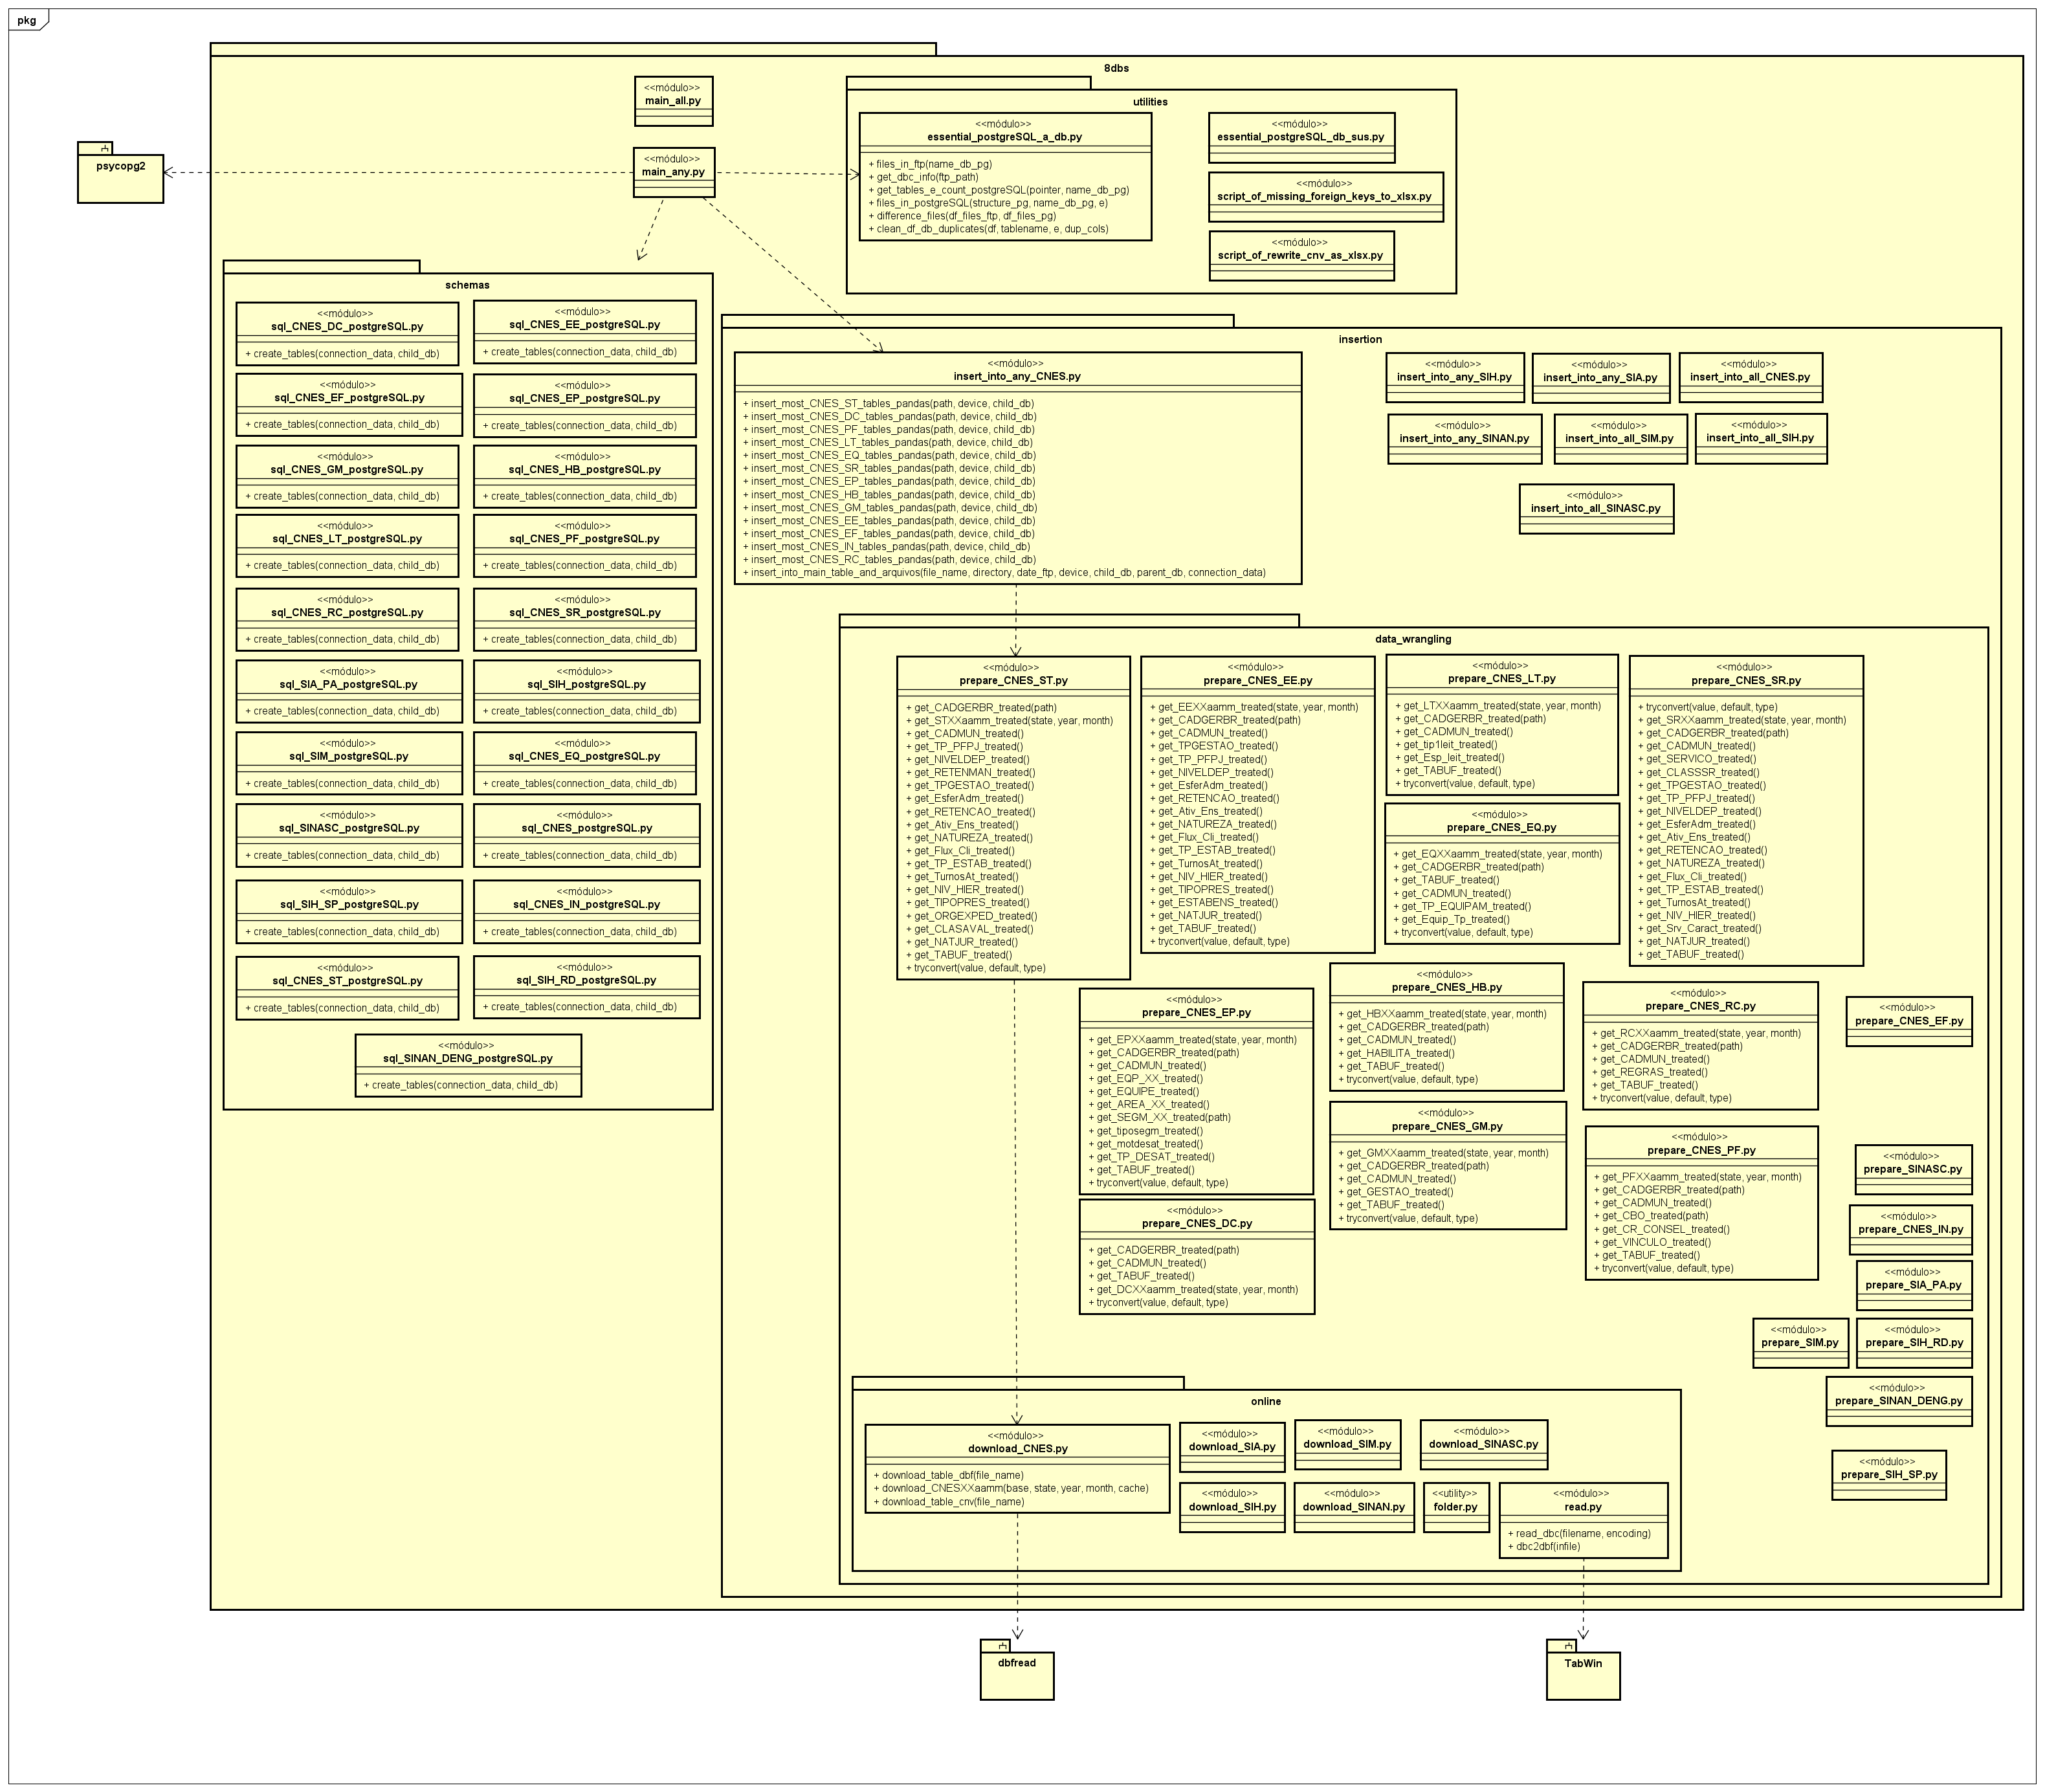 pkg
8dbs
<<módulo>>
main_all.py
<<módulo>>
main_any.py
psycopg2
utilities
<<módulo>>
essential_postgreSQL_a_db.py
+ files_in_ftp(name_db_pg)
+ get_dbc_info(ftp_path)
+ get_tables_e_count_postgreSQL(pointer, name_db_pg)
+ files_in_postgreSQL(structure_pg, name_db_pg, e)
+ difference_files(df_files_ftp, df_files_pg)
+ clean_df_db_duplicates(df, tablename, e, dup_cols)
<<módulo>>
essential_postgreSQL_db_sus.py
<<módulo>>
script_of_missing_foreign_keys_to_xlsx.py
<<módulo>>
script_of_rewrite_cnv_as_xlsx.py
schemas
<<módulo>>
sql_CNES_DC_postgreSQL.py
+ create_tables(connection_data, child_db)
<<módulo>>
sql_CNES_EE_postgreSQL.py
+ create_tables(connection_data, child_db)
<<módulo>>
sql_CNES_EF_postgreSQL.py
+ create_tables(connection_data, child_db)
<<módulo>>
sql_CNES_EP_postgreSQL.py
+ create_tables(connection_data, child_db)
<<módulo>>
sql_CNES_GM_postgreSQL.py
+ create_tables(connection_data, child_db)
<<módulo>>
sql_CNES_HB_postgreSQL.py
+ create_tables(connection_data, child_db)
<<módulo>>
sql_CNES_LT_postgreSQL.py
+ create_tables(connection_data, child_db)
<<módulo>>
sql_CNES_PF_postgreSQL.py
+ create_tables(connection_data, child_db)
<<módulo>>
sql_CNES_RC_postgreSQL.py
+ create_tables(connection_data, child_db)
<<módulo>>
sql_CNES_SR_postgreSQL.py
+ create_tables(connection_data, child_db)
<<módulo>>
sql_SIA_PA_postgreSQL.py
+ create_tables(connection_data, child_db)
<<módulo>>
sql_SIH_postgreSQL.py
+ create_tables(connection_data, child_db)
<<módulo>>
sql_SIM_postgreSQL.py
+ create_tables(connection_data, child_db)
<<módulo>>
sql_CNES_EQ_postgreSQL.py
+ create_tables(connection_data, child_db)
<<módulo>>
sql_SINASC_postgreSQL.py
+ create_tables(connection_data, child_db)
<<módulo>>
sql_CNES_postgreSQL.py
+ create_tables(connection_data, child_db)
<<módulo>>
sql_SIH_SP_postgreSQL.py
+ create_tables(connection_data, child_db)
<<módulo>>
sql_CNES_IN_postgreSQL.py
+ create_tables(connection_data, child_db)
<<módulo>>
sql_CNES_ST_postgreSQL.py
+ create_tables(connection_data, child_db)
<<módulo>>
sql_SIH_RD_postgreSQL.py
+ create_tables(connection_data, child_db)
<<módulo>>
sql_SINAN_DENG_postgreSQL.py
+ create_tables(connection_data, child_db)
insertion
<<módulo>>
insert_into_any_CNES.py
+ insert_most_CNES_ST_tables_pandas(path, device, child_db)
+ insert_most_CNES_DC_tables_pandas(path, device, child_db)
+ insert_most_CNES_PF_tables_pandas(path, device, child_db)
+ insert_most_CNES_LT_tables_pandas(path, device, child_db)
+ insert_most_CNES_EQ_tables_pandas(path, device, child_db)
+ insert_most_CNES_SR_tables_pandas(path, device, child_db)
+ insert_most_CNES_EP_tables_pandas(path, device, child_db)
+ insert_most_CNES_HB_tables_pandas(path, device, child_db)
+ insert_most_CNES_GM_tables_pandas(path, device, child_db)
+ insert_most_CNES_EE_tables_pandas(path, device, child_db)
+ insert_most_CNES_EF_tables_pandas(path, device, child_db)
+ insert_most_CNES_IN_tables_pandas(path, device, child_db)
+ insert_most_CNES_RC_tables_pandas(path, device, child_db)
+ insert_into_main_table_and_arquivos(file_name, directory, date_ftp, device, child_db, parent_db, connection_data)
<<módulo>>
insert_into_any_SIH.py
<<módulo>>
insert_into_any_SIA.py
<<módulo>>
insert_into_all_CNES.py
<<módulo>>
insert_into_any_SINAN.py
<<módulo>>
insert_into_all_SIM.py
<<módulo>>
insert_into_all_SIH.py
<<módulo>>
insert_into_all_SINASC.py
data_wrangling
<<módulo>>
prepare_CNES_ST.py
+ get_CADGERBR_treated(path)
+ get_STXXaamm_treated(state, year, month)
+ get_CADMUN_treated()
+ get_TP_PFPJ_treated()
+ get_NIVELDEP_treated()
+ get_RETENMAN_treated()
+ get_TPGESTAO_treated()
+ get_EsferAdm_treated()
+ get_RETENCAO_treated()
+ get_Ativ_Ens_treated()
+ get_NATUREZA_treated()
+ get_Flux_Cli_treated()
+ get_TP_ESTAB_treated()
+ get_TurnosAt_treated()
+ get_NIV_HIER_treated()
+ get_TIPOPRES_treated()
+ get_ORGEXPED_treated()
+ get_CLASAVAL_treated()
+ get_NATJUR_treated()
+ get_TABUF_treated()
+ tryconvert(value, default, type)
<<módulo>>
prepare_CNES_EE.py
+ get_EEXXaamm_treated(state, year, month)
+ get_CADGERBR_treated(path)
+ get_CADMUN_treated()
+ get_TPGESTAO_treated()
+ get_TP_PFPJ_treated()
+ get_NIVELDEP_treated()
+ get_EsferAdm_treated()
+ get_RETENCAO_treated()
+ get_Ativ_Ens_treated()
+ get_NATUREZA_treated()
+ get_Flux_Cli_treated()
+ get_TP_ESTAB_treated()
+ get_TurnosAt_treated()
+ get_NIV_HIER_treated()
+ get_TIPOPRES_treated()
+ get_ESTABENS_treated()
+ get_NATJUR_treated()
+ get_TABUF_treated()
+ tryconvert(value, default, type)
<<módulo>>
prepare_CNES_LT.py
+ get_LTXXaamm_treated(state, year, month)
+ get_CADGERBR_treated(path)
+ get_CADMUN_treated()
+ get_tip1leit_treated()
+ get_Esp_leit_treated()
+ get_TABUF_treated()
+ tryconvert(value, default, type)
<<módulo>>
prepare_CNES_EQ.py
+ get_EQXXaamm_treated(state, year, month)
+ get_CADGERBR_treated(path)
+ get_TABUF_treated()
+ get_CADMUN_treated()
+ get_TP_EQUIPAM_treated()
+ get_Equip_Tp_treated()
+ tryconvert(value, default, type)
<<módulo>>
prepare_CNES_SR.py
+ tryconvert(value, default, type)
+ get_SRXXaamm_treated(state, year, month)
+ get_CADGERBR_treated(path)
+ get_CADMUN_treated()
+ get_SERVICO_treated()
+ get_CLASSSR_treated()
+ get_TPGESTAO_treated()
+ get_TP_PFPJ_treated()
+ get_NIVELDEP_treated()
+ get_EsferAdm_treated()
+ get_Ativ_Ens_treated()
+ get_RETENCAO_treated()
+ get_NATUREZA_treated()
+ get_Flux_Cli_treated()
+ get_TP_ESTAB_treated()
+ get_TurnosAt_treated()
+ get_NIV_HIER_treated()
+ get_Srv_Caract_treated()
+ get_NATJUR_treated()
+ get_TABUF_treated()
<<módulo>>
prepare_CNES_EP.py
+ get_EPXXaamm_treated(state, year, month)
+ get_CADGERBR_treated(path)
+ get_CADMUN_treated()
+ get_EQP_XX_treated()
+ get_EQUIPE_treated()
+ get_AREA_XX_treated()
+ get_SEGM_XX_treated(path)
+ get_tiposegm_treated()
+ get_motdesat_treated()
+ get_TP_DESAT_treated()
+ get_TABUF_treated()
+ tryconvert(value, default, type)
<<módulo>>
prepare_CNES_HB.py
+ get_HBXXaamm_treated(state, year, month)
+ get_CADGERBR_treated(path)
+ get_CADMUN_treated()
+ get_HABILITA_treated()
+ get_TABUF_treated()
+ tryconvert(value, default, type)
<<módulo>>
prepare_CNES_RC.py
+ get_RCXXaamm_treated(state, year, month)
+ get_CADGERBR_treated(path)
+ get_CADMUN_treated()
+ get_REGRAS_treated()
+ get_TABUF_treated()
+ tryconvert(value, default, type)
<<módulo>>
prepare_CNES_EF.py
<<módulo>>
prepare_CNES_GM.py
+ get_GMXXaamm_treated(state, year, month)
+ get_CADGERBR_treated(path)
+ get_CADMUN_treated()
+ get_GESTAO_treated()
+ get_TABUF_treated()
+ tryconvert(value, default, type)
<<módulo>>
prepare_CNES_PF.py
+ get_PFXXaamm_treated(state, year, month)
+ get_CADGERBR_treated(path)
+ get_CADMUN_treated()
+ get_CBO_treated(path)
+ get_CR_CONSEL_treated()
+ get_VINCULO_treated()
+ get_TABUF_treated()
+ tryconvert(value, default, type)
<<módulo>>
prepare_CNES_DC.py
+ get_CADGERBR_treated(path)
+ get_CADMUN_treated()
+ get_TABUF_treated()
+ get_DCXXaamm_treated(state, year, month)
+ tryconvert(value, default, type)
<<módulo>>
prepare_SINASC.py
<<módulo>>
prepare_CNES_IN.py
<<módulo>>
prepare_SIA_PA.py
<<módulo>>
prepare_SIM.py
<<módulo>>
prepare_SIH_RD.py
<<módulo>>
prepare_SINAN_DENG.py
<<módulo>>
prepare_SIH_SP.py
online
<<módulo>>
download_CNES.py
+ download_table_dbf(file_name)
+ download_CNESXXaamm(base, state, year, month, cache)
+ download_table_cnv(file_name)
<<módulo>>
download_SIA.py
<<módulo>>
download_SIM.py
<<módulo>>
download_SINASC.py
<<módulo>>
download_SIH.py
<<módulo>>
download_SINAN.py
<<utility>>
folder.py
<<módulo>>
read.py
+ read_dbc(filename, encoding)
+ dbc2dbf(infile)
dbfread
TabWin